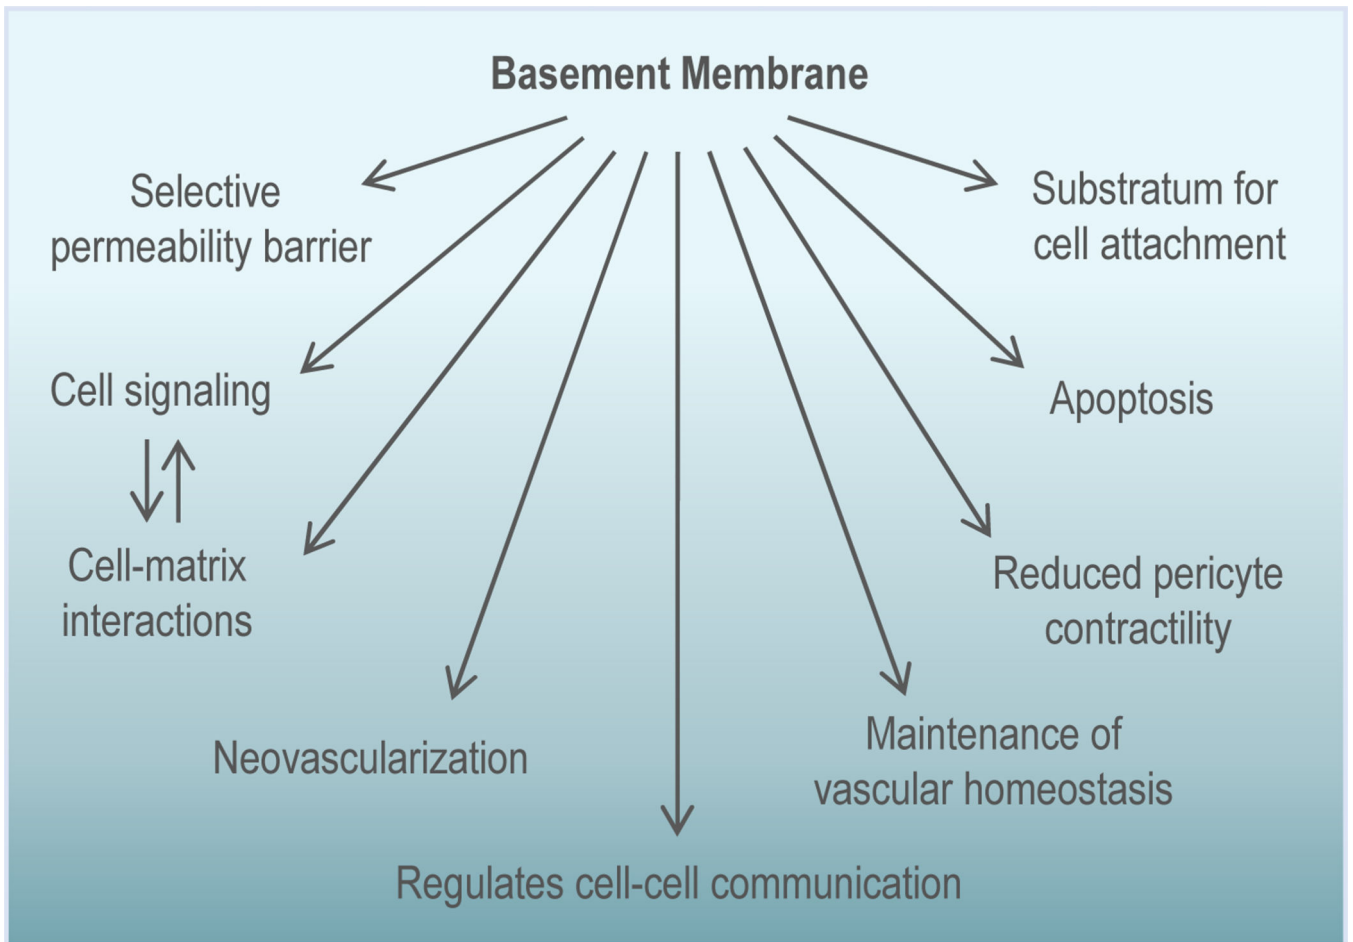 Basement Membrane
Selective
permeability barrier
Substratum for
cell attachment
Cell signaling
Apoptosis
Cell-matrix
interactions
Reduced pericyte
contractility
Neovascularization
Maintenance of
vascular homeostasis
Regulates cell-cell communication